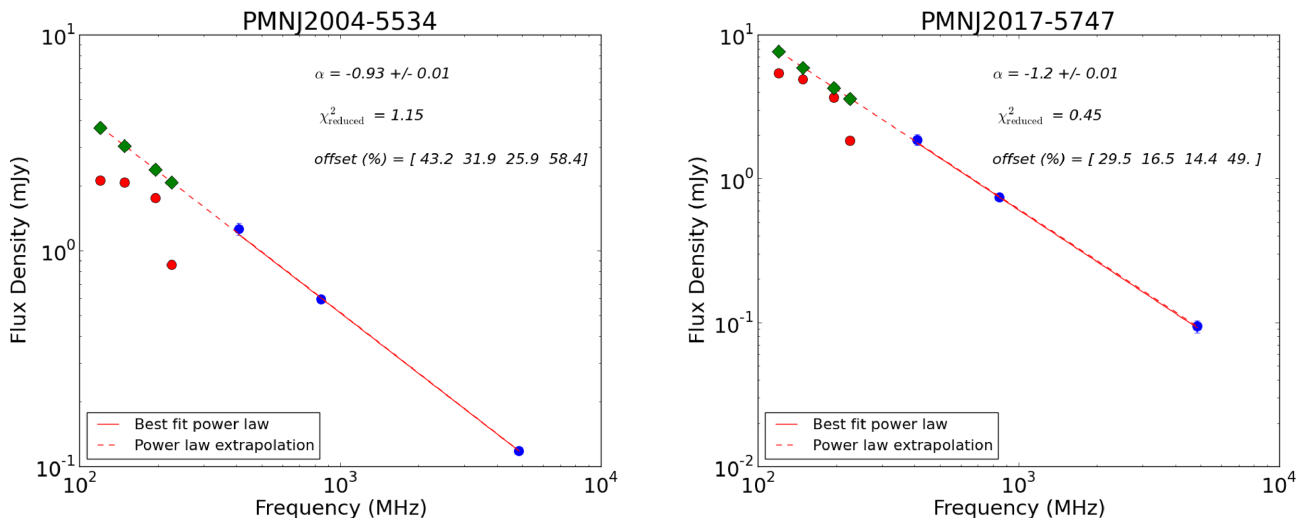 PMNJ2004-5534
α = -0.93 +/- 0.01
χ²reduced = 1.15
offset (%) = [ 43.2 31.9 25.9 58.4]
Flux Density (mJy)
10¹
10⁰
10⁻¹
Best fit power law
Power law extrapolation
10² 10³ 10⁴
Frequency (MHz)
PMNJ2017-5747
α = -1.2 +/- 0.01
χ²reduced = 0.45
offset (%) = [ 29.5 16.5 14.4 49. ]
Flux Density (mJy)
10¹
10⁰
10⁻¹
10⁻²
Best fit power law
Power law extrapolation
10² 10³ 10⁴
Frequency (MHz)